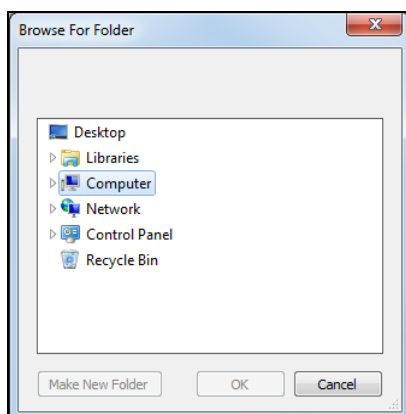 Browse For Folder
Desktop
Libraries
Computer
Network
Control Panel
Recycle Bin
Make New Folder
OK
Cancel